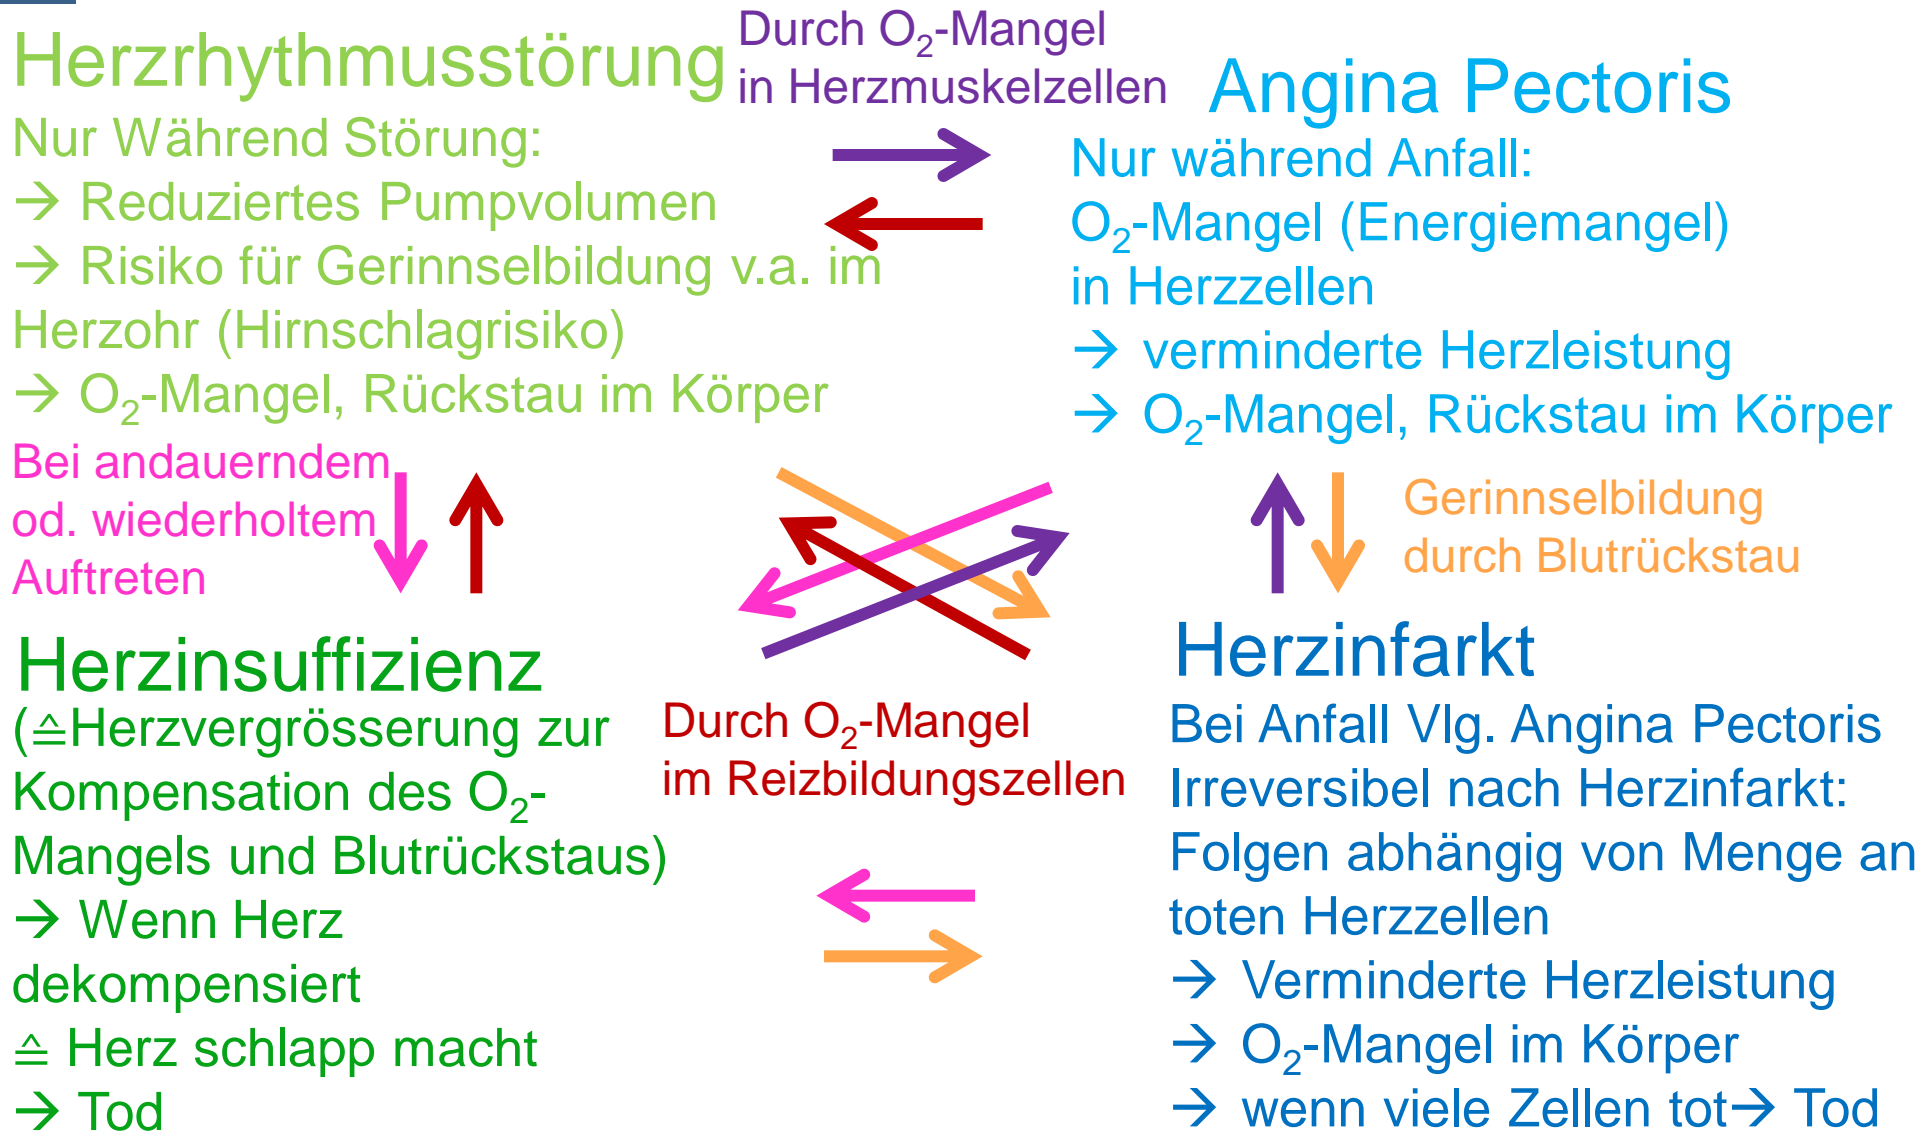 Herzrhythmusstörung
Nur Während Störung:
→ Reduziertes Pumpvolumen
→ Risiko für Gerinnselbildung v.a. im
Herzohr (Hirnschlagrisiko)
→ O₂-Mangel, Rückstau im Körper
Durch O₂-Mangel
in Herzmuskelzellen
Angina Pectoris
Nur während Anfall:
O₂-Mangel (Energiemangel)
in Herzzellen
→ verminderte Herzleistung
→ O₂-Mangel, Rückstau im Körper
Bei andauerndem
od. wiederholtem
Auftreten
Gerinnselbildung
durch Blutrückstau
Herzinsuffizienz
(≙Herzvergrösserung zur
Kompensation des O₂-
Mangels und Blutrückstaus)
→ Wenn Herz
dekompensiert
≙ Herz schlapp macht
→ Tod
Durch O₂-Mangel
im Reizbildungszellen
Herzinfarkt
Bei Anfall Vlg. Angina Pectoris
Irreversibel nach Herzinfarkt:
Folgen abhängig von Menge an
toten Herzzellen
→ Verminderte Herzleistung
→ O₂-Mangel im Körper
→ wenn viele Zellen tot→ Tod